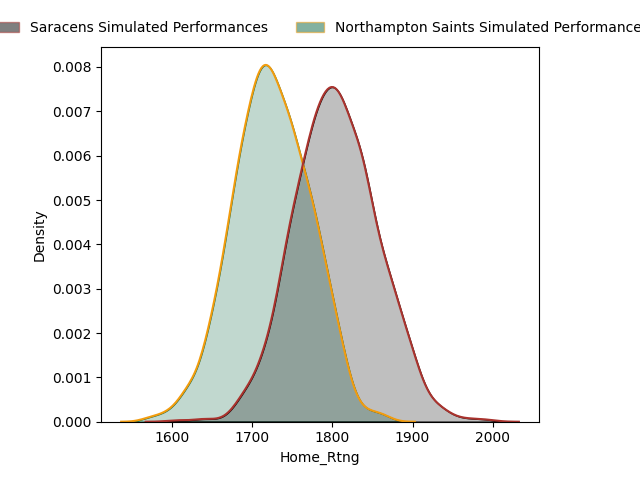 Saracens Simulated Performances Northampton Saints Simulated Performance
0.008
0.007
0.006
0.005
0.004
0.003
0.002
0.001
0.000
Density
1600 1700 1800 1900 2000
Home_Rtng